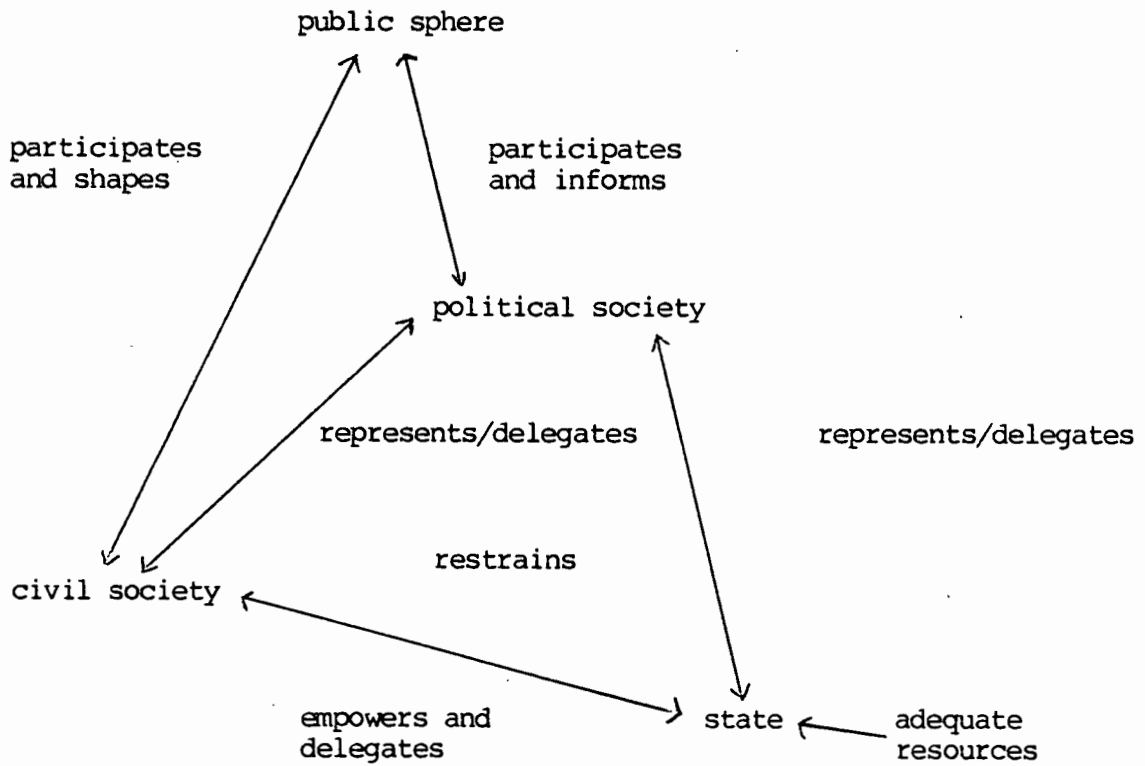 public sphere
participates
and shapes
participates
and informs
political society
represents/delegates
represents/delegates
restrains
civil society
empowers and
delegates
state
adequate
resources